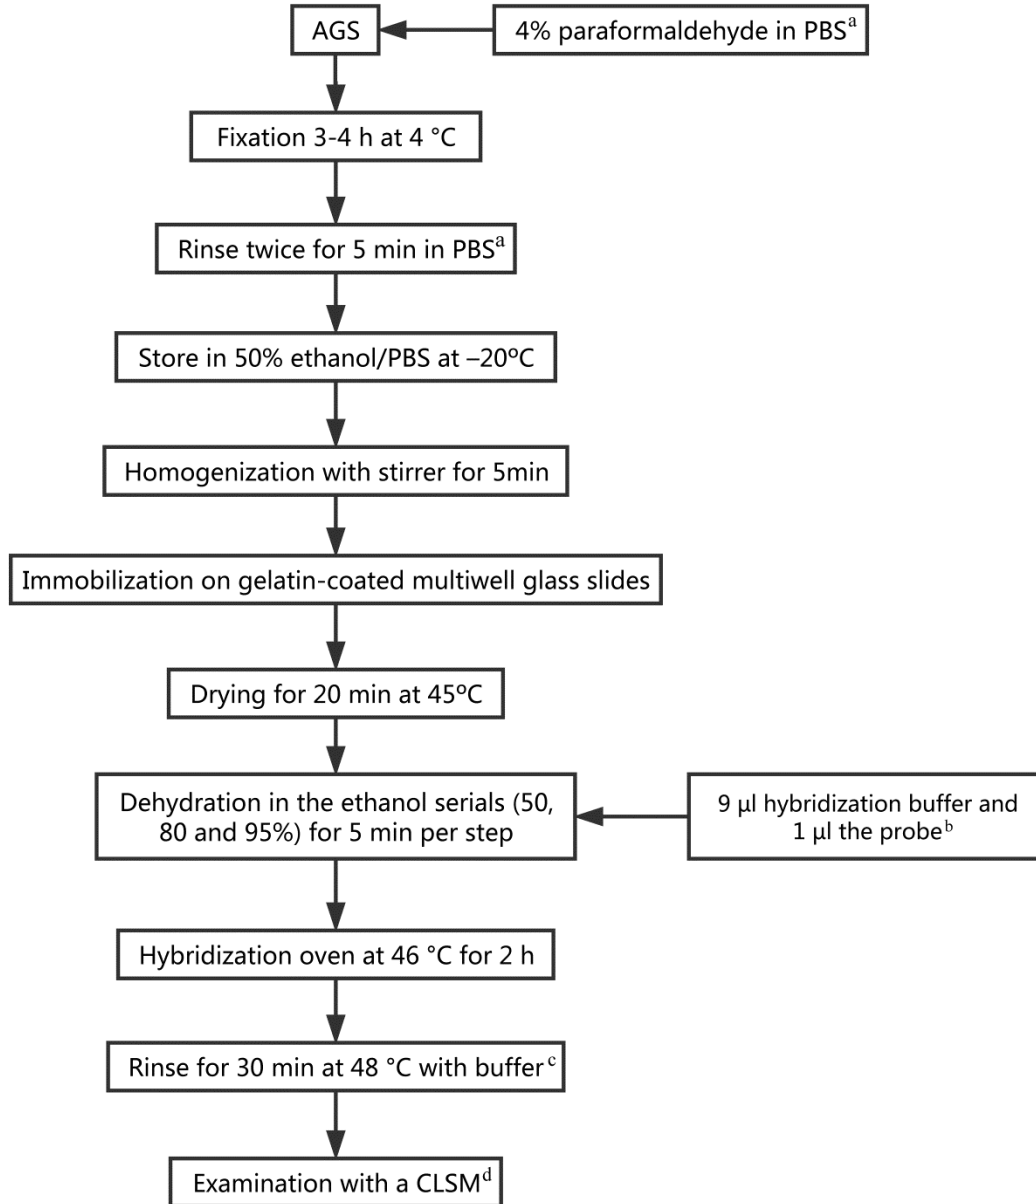 AGS
4% paraformaldehyde in PBSa
Fixation 3-4 h at 4 °C
Rinse twice for 5 min in PBSa
Store in 50% ethanol/PBS at –20ºC
Homogenization with stirrer for 5min
Immobilization on gelatin-coated multiwell glass slides
Drying for 20 min at 45ºC
Dehydration in the ethanol serials (50,
80 and 95%) for 5 min per step
9 μl hybridization buffer and
1 μl the probeb
Hybridization oven at 46 °C for 2 h
Rinse for 30 min at 48 °C with bufferc
Examination with a CLSMd